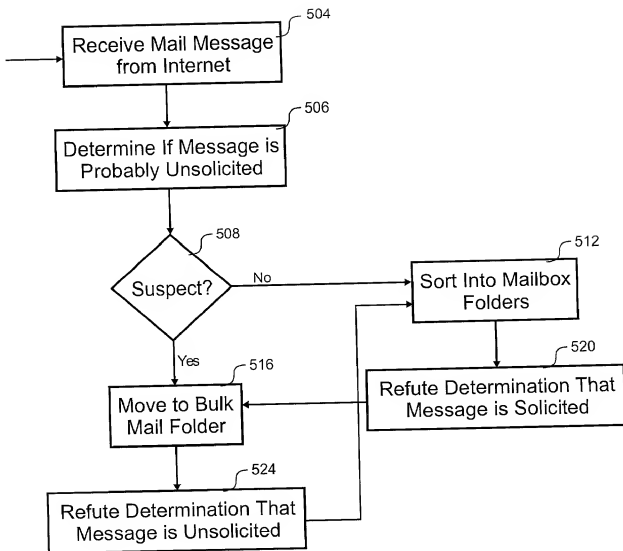 504
Receive Mail Message
from Internet
506
Determine If Message is
Probably Unsolicited
508
Suspect?
No
512
Sort Into Mailbox
Folders
Yes
516
Move to Bulk
Mail Folder
520
Refute Determination That
Message is Solicited
524
Refute Determination That
Message is Unsolicited